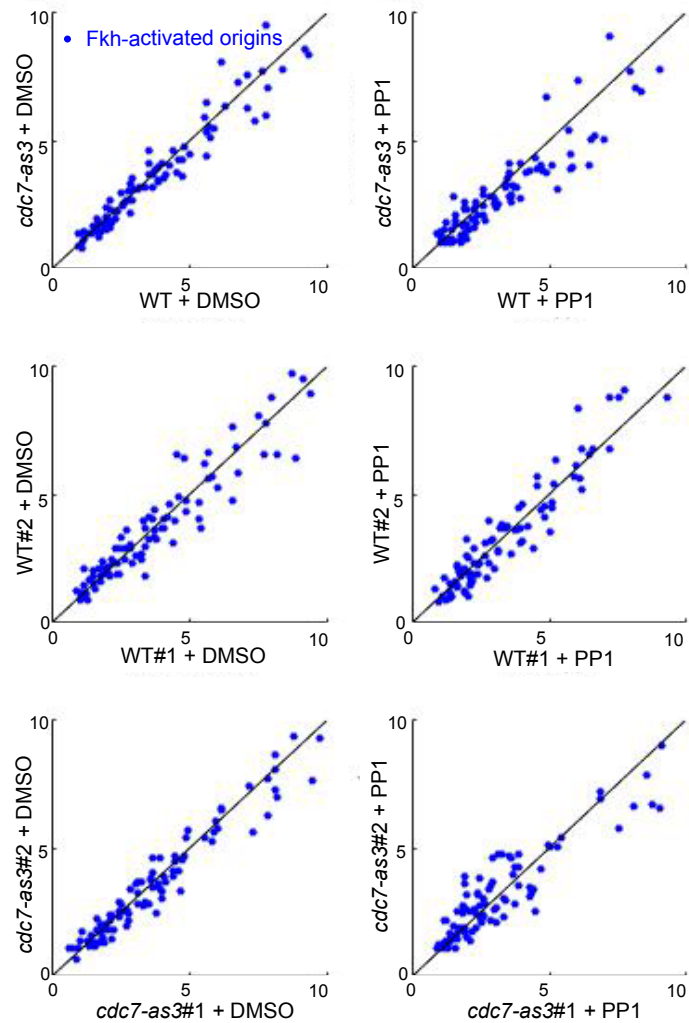 10
5
0
cdc7-as3 + DMSO
Fkh-activated origins
0
5
10
WT + DMSO
10
5
0
cdc7-as3 + PP1
0
5
10
WT + PP1
10
5
0
WT#2 + DMSO
0
5
10
WT#1 + DMSO
10
5
0
WT#2 + PP1
0
5
10
WT#1 + PP1
10
5
0
cdc7-as3#2 + DMSO
0
5
10
cdc7-as3#1 + DMSO
10
5
0
cdc7-as3#2 + PP1
0
5
10
cdc7-as3#1 + PP1